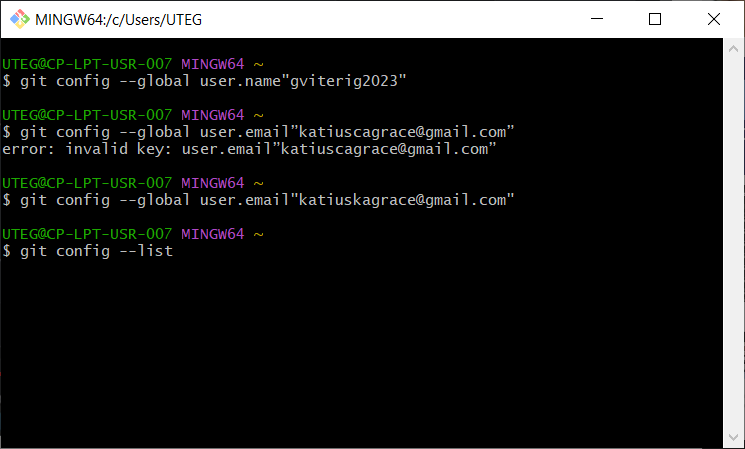 MINGW64:/c/Users/UTEG
UTEG@CP-LPT-USR-007 MINGW64 ~
$ git config --global user.name"gviterig2023"
UTEG@CP-LPT-USR-007 MINGW64 ~
$ git config --global user.email”katiuscagrace@gmail.com”
error: invalid key: user.email”katiuscagrace@gmail.com”
UTEG@CP-LPT-USR-007 MINGW64 ~
$ git config --global user.email"katiuskagrace@gmail.com"
UTEG@CP-LPT-USR-007 MINGW64 ~
$ git config --list